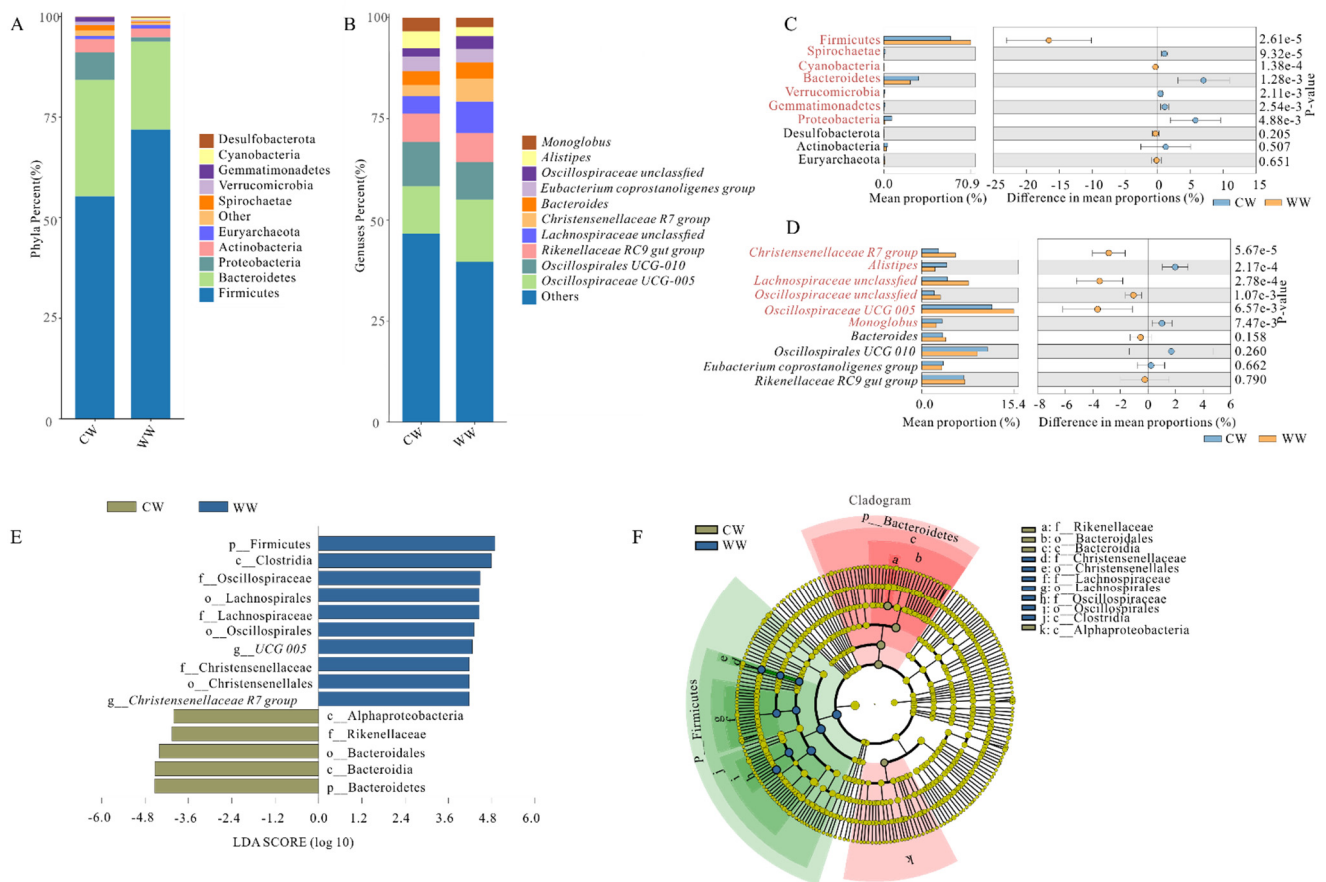 A
100
75
50
25
0
Phyla Percent(%)
CW
WW
Desulfobacterota
Cyanobacteria
Gemmatimonadetes
Verrucomicrobia
Spirochaetae
Other
Euryarchaeota
Actinobacteria
Proteobacteria
Bacteroidetes
Firmicutes
B
100
75
50
25
0
Genuses Percent(%)
CW
WW
Monoglobus
Alistipes
Oscillospiraceae unclassfied
Eubacterium coprostanoligenes group
Bacteroides
Christensenellaceae R7 group
Lachnospiraceae unclassified
Rikenellaceae RC9 gut group
Oscillospirales UCG-010
Oscillospiraceae UCG-005
Others
C
Firmicutes 2.61e-5
Spirochaetae 9.32e-5
Cyanobacteria 1.38e-4
Bacteroidetes 1.28e-3
Verrucomicrobia 2.11e-3
Gemmatimonadetes 2.54e-3
Proteobacteria 4.88e-3
Desulfobacterota 0.205
Actinobacteria 0.507
Euryarchaeota 0.651
P-value
0.0 70.9 -25 -20 -15 -10 -5 0 5 10 15
Mean proportion (%) Difference in mean proportions (%)
CW WW
D
Christensenellaceae R7 group 5.67e-5
Alistipes 2.17e-4
Lachnospiraceae unclassified 2.78e-4
Oscillospiraceae unclassified 1.07e-3
Oscillospiraceae UCG 005 6.57e-3
Monoglobus 7.47e-3
Bacteroides 0.158
Oscillospirales UCG 010 0.260
Eubacterium coprostanoligenes group 0.662
Rikenellaceae RC9 gut group 0.790
P-value
0.0 15.4 -8 -6 -4 -2 0 2 4 6
Mean proportion (%) Difference in mean proportions (%)
CW WW
E
CW WW
p__Firmicutes
c__Clostridia
f__Oscillospiraceae
o__Lachnospirales
f__Lachnospiraceae
o__Oscillospirales
g__UCG 005
f__Christensenellaceae
o__Christensenellales
g__Christensenellaceae R7 group
c__Alphaproteobacteria
f__Rikenellaceae
o__Bacteroidales
c__Bacteroidia
p__Bacteroidetes
-6.0 -4.8 -3.6 -2.4 -1.2 0.0 1.2 2.4 3.6 4.8 6.0
LDA SCORE (log 10)
F
CW
WW
Cladogram
p__Bacteroidetes
c
b
a
e
d
g
f
P__Firmicutes
j
i
h
k
a: f__Rikenellaceae
b: o__Bacteroidales
c: c__Bacteroidia
d: f__Christensenellaceae
e: o__Christensenellales
f: f__Lachnospiraceae
g: o__Lachnospirales
h: f__Oscillospiraceae
i: o__Oscillospirales
j: c__Clostridia
k: c__Alphaproteobacteria